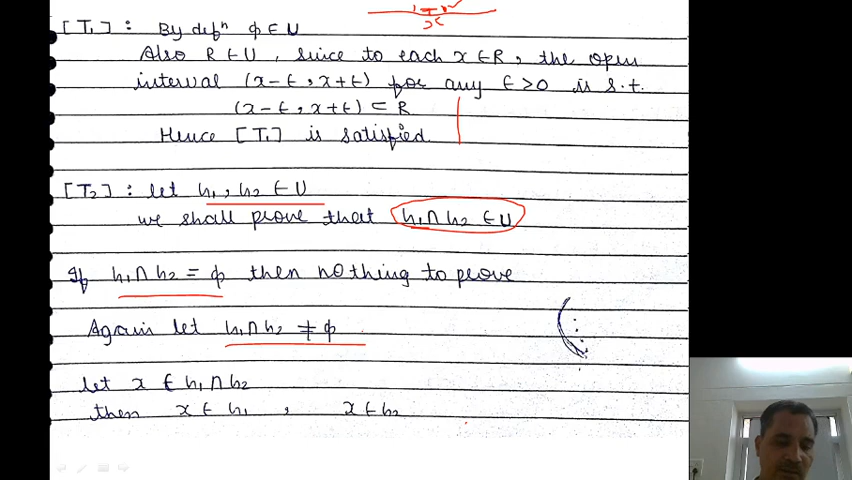 [T₁] : By defⁿ ϕ ∈ U
Also R ∈ U, since to each x ∈ R, the open
interval (x-ϵ, x+ϵ) for any ϵ>0 is s.t.
(x-ϵ, x+ϵ) ⊂ R
Hence [T₁] is satisfied.
[T₂] : let h₁, h₂ ∈ U
we shall prove that h₁∩h₂ ∈ U
If h₁∩h₂ = ϕ then nothing to prove
Again let h₁∩h₂ ≠ ϕ
let x ∈ h₁∩h₂
then x ∈ h₁ , x ∈ h₂